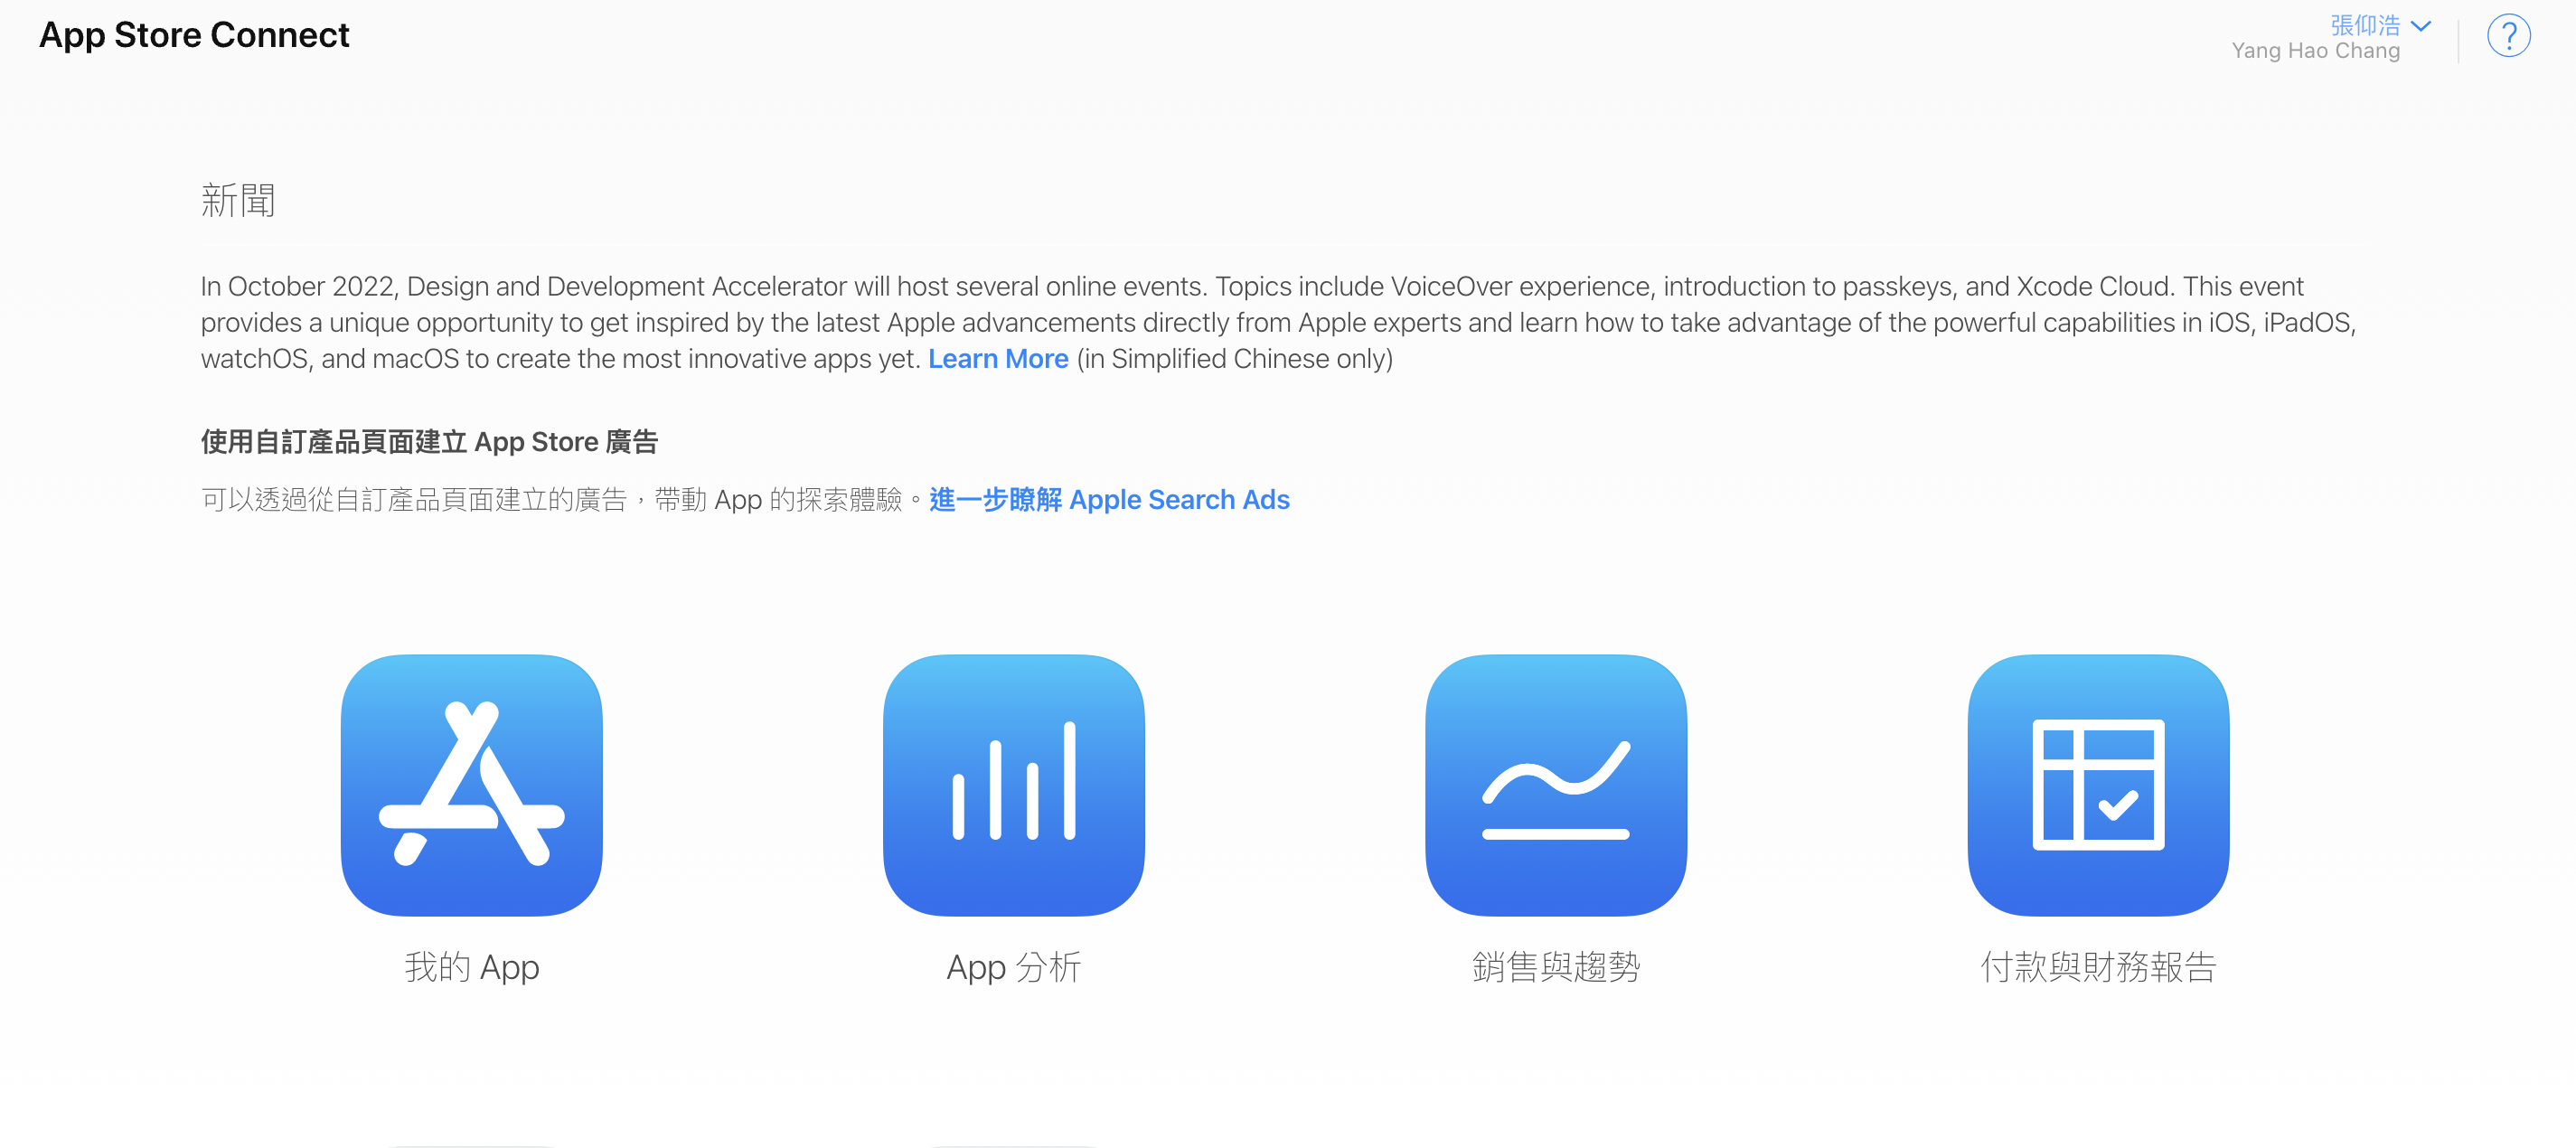 App Store Connect
張仰浩
Yang Hao Chang
?
新聞
In October 2022, Design and Development Accelerator will host several online events. Topics include VoiceOver experience, introduction to passkeys, and Xcode Cloud. This event
provides a unique opportunity to get inspired by the latest Apple advancements directly from Apple experts and learn how to take advantage of the powerful capabilities in iOS, iPadOS,
watchOS, and macOS to create the most innovative apps yet. Learn More (in Simplified Chinese only)
使用自訂產品頁面建立 App Store 廣告
可以透過從自訂產品頁面建立的廣告，帶動 App 的探索體驗。進一步瞭解 Apple Search Ads
我的 App
App 分析
銷售與趨勢
付款與財務報告